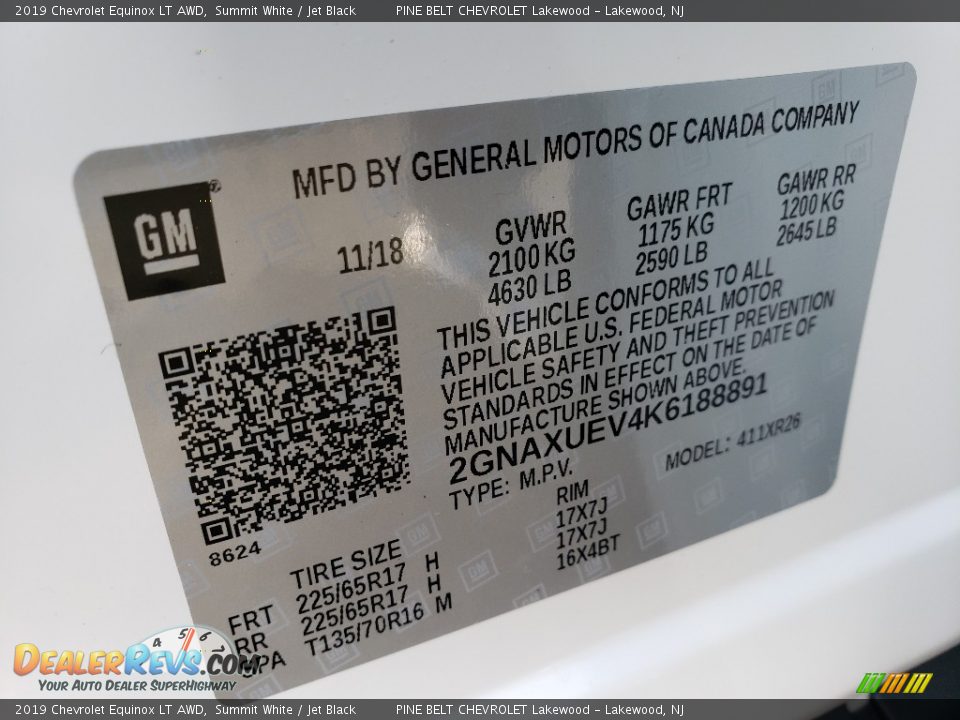 2019 Chevrolet Equinox LT AWD, Summit White / Jet Black PINE BELT CHEVROLET Lakewood – Lakewood, NJ
MFD BY GENERAL MOTORS OF CANADA COMPANY
GM®
11/18
GVWR
2100 KG
4630 LB
GAWR FRT
1175 KG
2590 LB
GAWR RR
1200 KG
2645 LB
THIS VEHICLE CONFORMS TO ALL
APPLICABLE U.S. FEDERAL MOTOR
VEHICLE SAFETY AND THEFT PREVENTION
STANDARDS IN EFFECT ON THE DATE OF
MANUFACTURE SHOWN ABOVE.
2GNAXUEV4K6188891
TYPE: M.P.V.
MODEL: 411XR26
8624
TIRE SIZE RIM
FRT 225/65R17 H 17X7J
RR 225/65R17 H 17X7J
SPA T135/70R16 M 16X4BT
4 5 6 7
DEALERREVS.COM
YOUR AUTO DEALER SUPERHIGHWAY
2019 Chevrolet Equinox LT AWD, Summit White / Jet Black PINE BELT CHEVROLET Lakewood – Lakewood, NJ